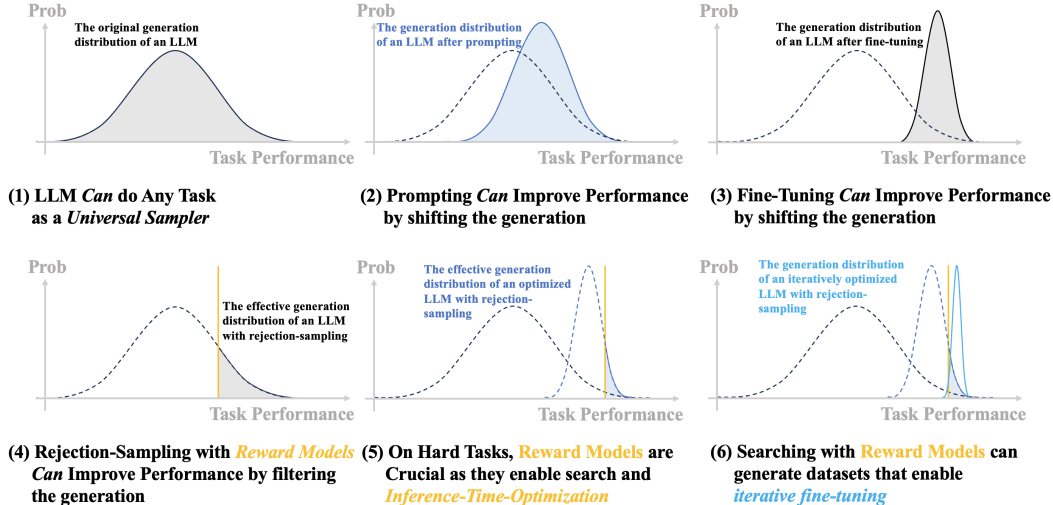 The original generation
distribution of an LLM
Task Performance
Prob
(1) LLM Can do Any Task
as a Universal Sampler
The generation distribution
of an LLM after prompting
Task Performance
Prob
(2) Prompting Can Improve Performance
by shifting the generation
The generation distribution
of an LLM after fine-tuning
Task Performance
Prob
(3) Fine-Tuning Can Improve Performance
by shifting the generation
Prob
The effective generation
distribution of an LLM
with rejection-sampling
Task Performance
(4) Rejection-Sampling with Reward Models
Can Improve Performance by filtering
the generation
Prob
The effective generation
distribution of an optimized
LLM with rejection-
sampling
Task Performance
(5) On Hard Tasks, Reward Models are
Crucial as they enable search and
Inference-Time-Optimization
Prob
The generation distribution
of an iteratively optimized
LLM with rejection-
sampling
Task Performance
(6) Searching with Reward Models can
generate datasets that enable
iterative fine-tuning